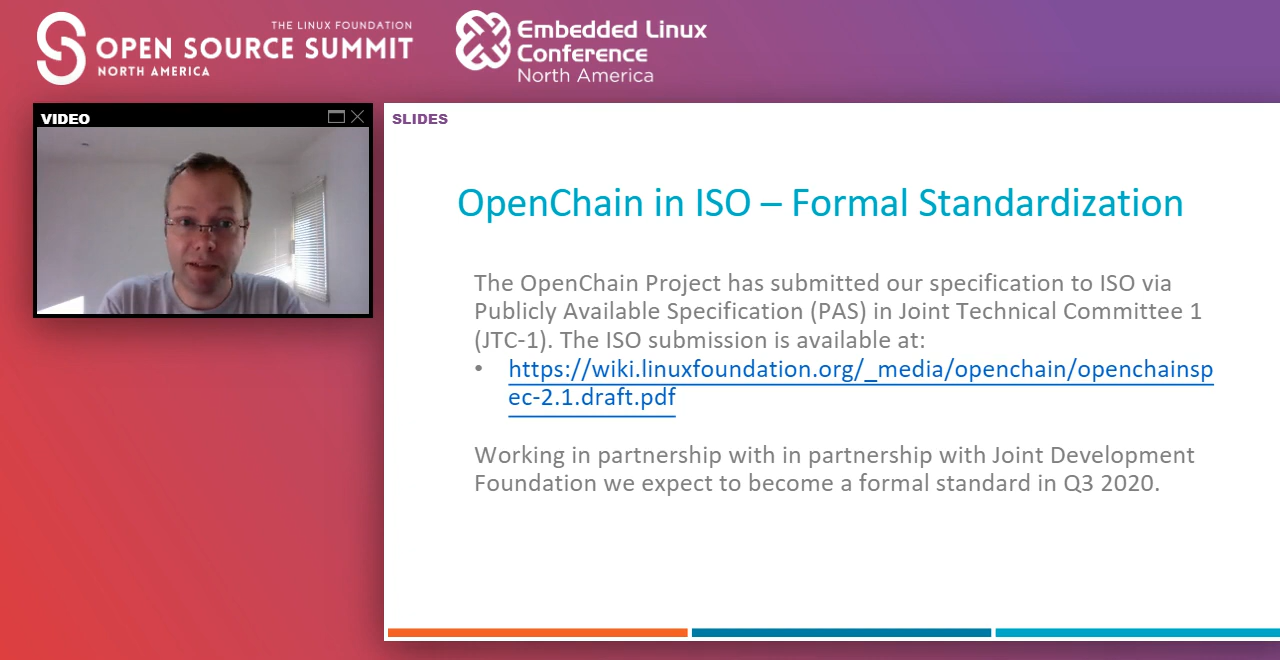 THE LINUX FOUNDATION
OPEN SOURCE SUMMIT
NORTH AMERICA
Embedded Linux
Conference
North America
VIDEO
SLIDES
OpenChain in ISO – Formal Standardization
The OpenChain Project has submitted our specification to ISO via
Publicly Available Specification (PAS) in Joint Technical Committee 1
(JTC-1). The ISO submission is available at:
• https://wiki.linuxfoundation.org/_media/openchain/openchainsp
ec-2.1.draft.pdf
Working in partnership with in partnership with Joint Development
Foundation we expect to become a formal standard in Q3 2020.